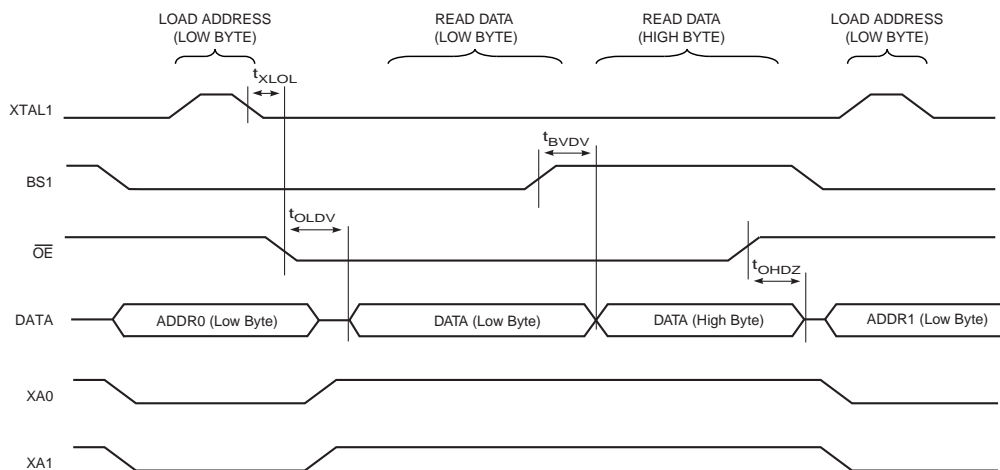 LOAD ADDRESS
(LOW BYTE)
READ DATA
(LOW BYTE)
READ DATA
(HIGH BYTE)
LOAD ADDRESS
(LOW BYTE)
tXLOL
XTAL1
tBVDV
BS1
tOLDV
OE
tOHDZ
DATA
ADDR0 (Low Byte)
DATA (Low Byte)
DATA (High Byte)
ADDR1 (Low Byte)
XA0
XA1